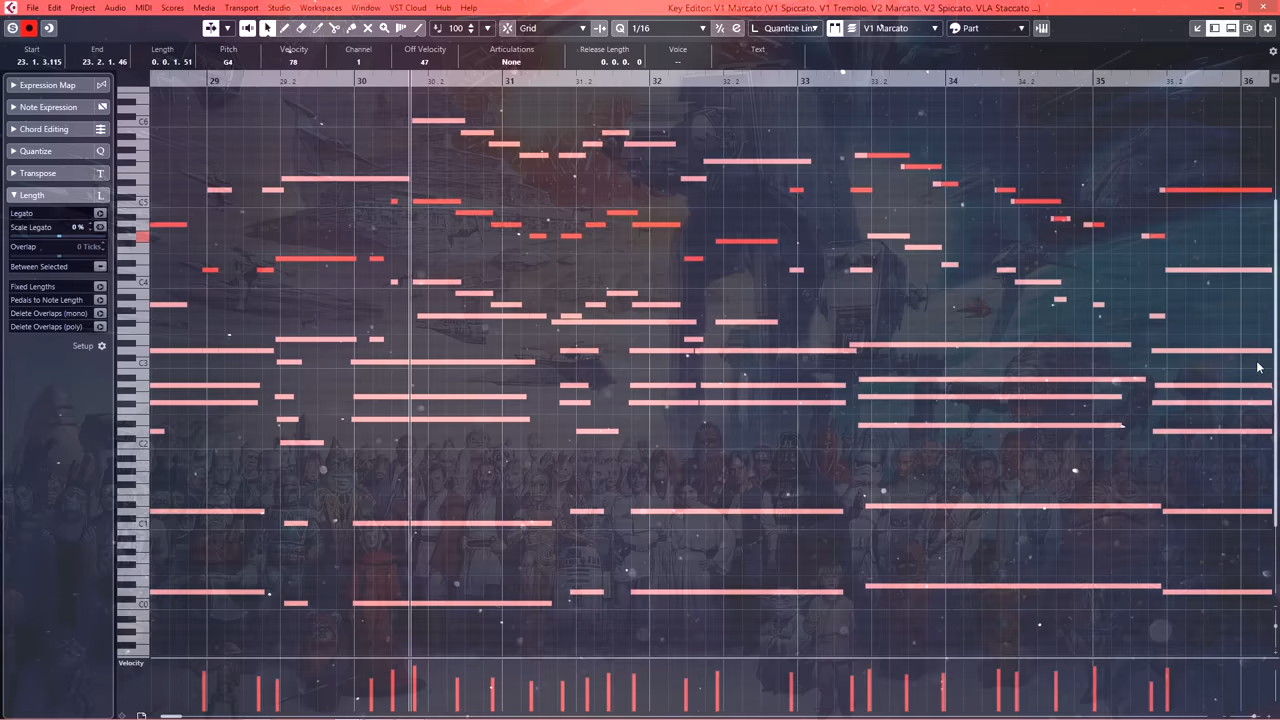 File Edit Project Audio MIDI Scores Media Transport Studio Workspaces Window VST Cloud Hub Help Key Editor: V1 Marcato (V1 Spiccato, V1 Tremolo, V2 Marcato, V2 Spiccato, VLA Staccato ...)
S 100 Grid Q 1/16 L Quantize Lin V1 Marcato Part
Start End Length Pitch Velocity Channel Off Velocity Articulations Release Length Voice Text
23. 1. 3.115 23. 2. 1. 46 0. 0. 1. 51 G4 78 1 47 None 0. 0. 0. 0 --
29 29. 2 30 30. 2 31 31. 2 32 32. 2 33 33. 2 34 34. 2 35 35. 2 36
Expression Map
Note Expression
Chord Editing
Quantize Q
Transpose T
Length L
Legato
Scale Legato 0 %
Overlap 0 Ticks
Between Selected
Fixed Lengths
Pedals to Note Length
Delete Overlaps (mono)
Delete Overlaps (poly)
Setup
C6
C5
C4
C3
C2
C1
C0
Velocity